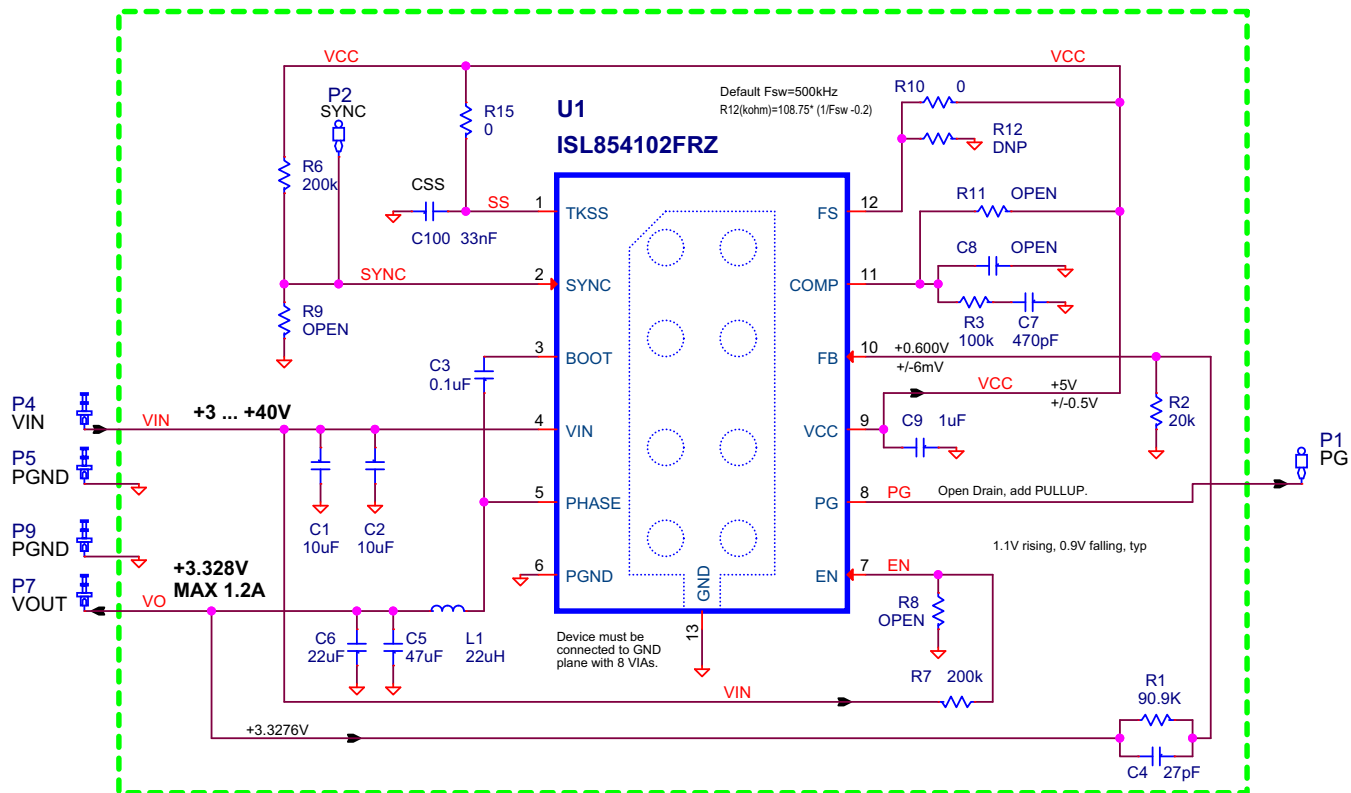 VCC
VCC
P2
SYNC
R15
0
U1
ISL854102FRZ
Default Fsw=500kHz
R12(kohm)=108.75* (1/Fsw -0.2)
R10 0
R12
DNP
R6
200k
CSS
C100 33nF
SS
1
TKSS
FS
12
R11 OPEN
C8 OPEN
SYNC
2
SYNC
COMP
11
R9
OPEN
R3
100k
C7
470pF
C3
0.1uF
3
BOOT
FB
10
+0.600V
+/-6mV
VCC
+5V
+/-0.5V
R2
20k
P4
VIN
VIN
+3 ... +40V
4
VIN
VCC
9
C9 1uF
P1
PG
P5
PGND
C1
10uF
C2
10uF
5
PHASE
PG
8
PG
Open Drain, add PULLUP.
P9
PGND
1.1V rising, 0.9V falling, typ
+3.328V
MAX 1.2A
6
PGND
GND
EN
7
EN
P7
VOUT
VO
R8
OPEN
C6
22uF
C5
47uF
L1
22uH
Device must be
connected to GND
plane with 8 VIAs.
13
R7 200k
VIN
R1
90.9K
+3.3276V
C4 27pF